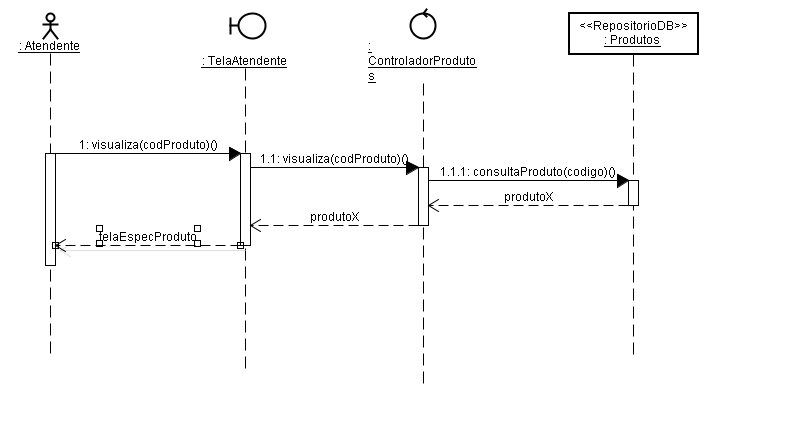 : Atendente
: TelaAtendente
:
ControladorProduto
s
<<RepositorioDB>>
: Produtos
1: visualiza(codProduto)()
1.1: visualiza(codProduto)()
1.1.1: consultaProduto(codigo)()
produtoX
produtoX
telaEspecProduto